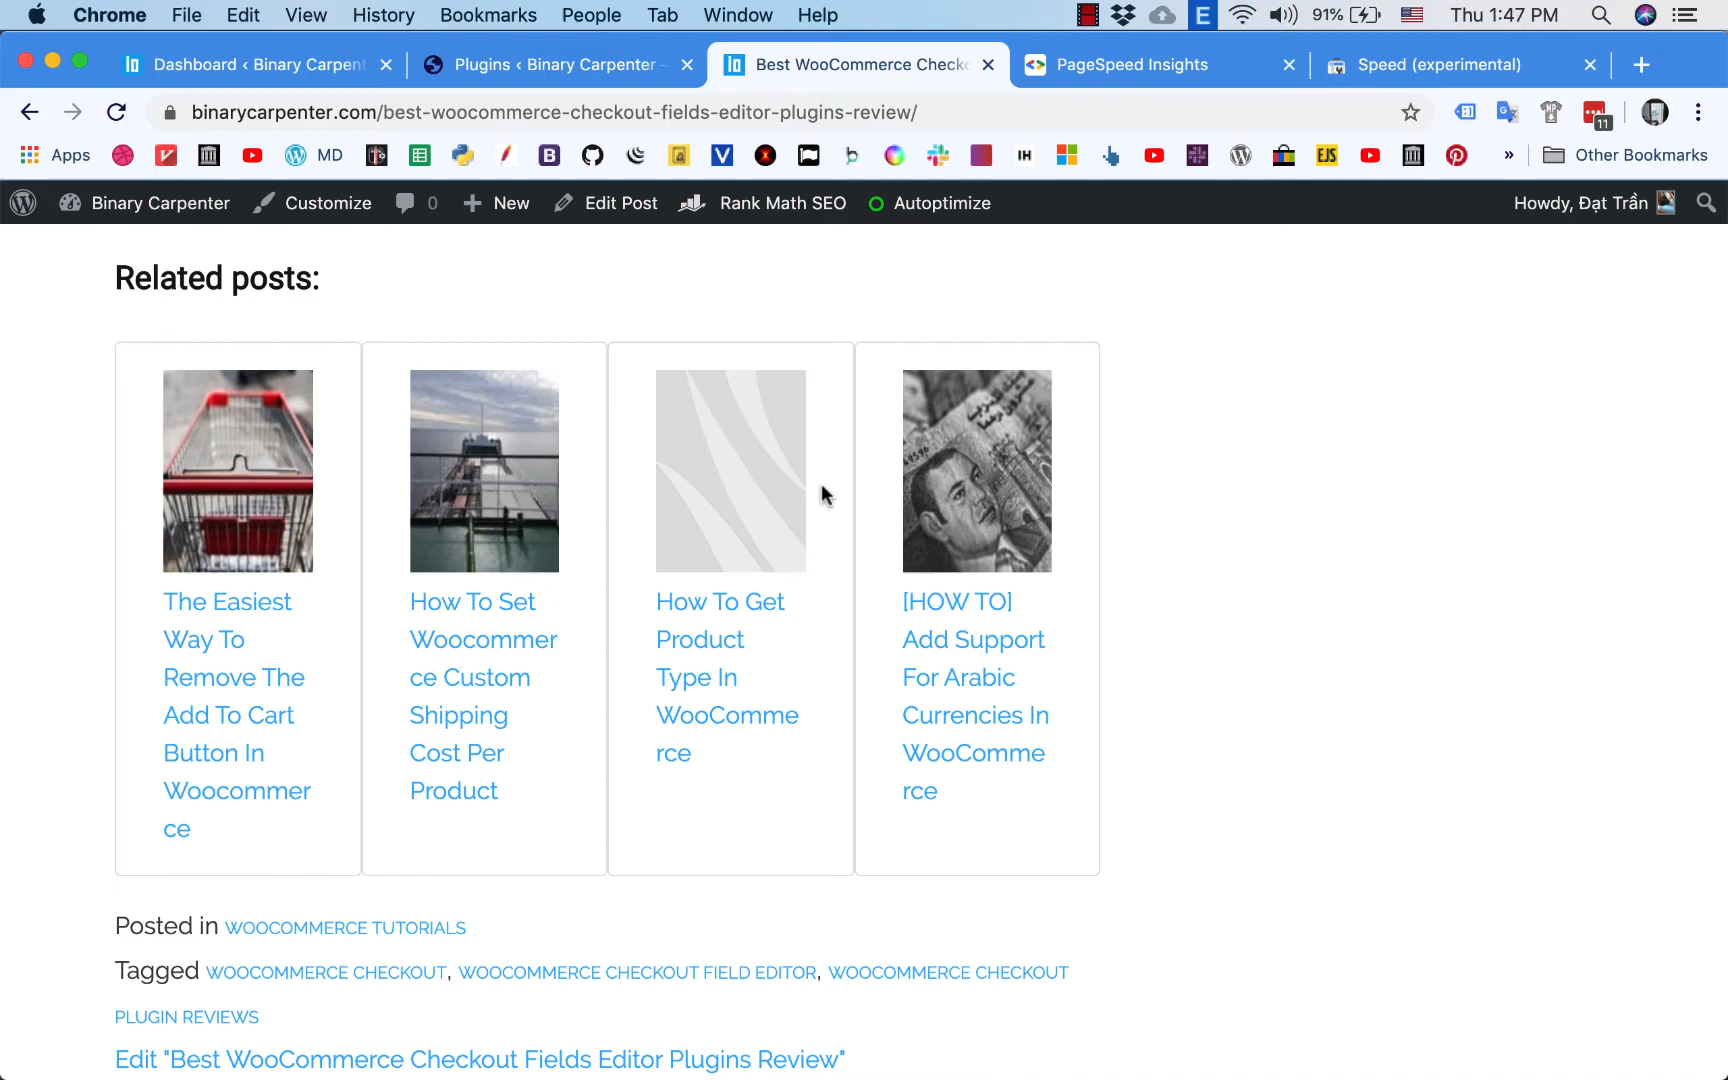 Chrome File Edit View History Bookmarks People Tab Window Help E 91% Thu 1:47 PM
Dashboard ‹ Binary Carpent Plugins ‹ Binary Carpenter – Best WooCommerce Checko PageSpeed Insights Speed (experimental)
binarycarpenter.com/best-woocommerce-checkout-fields-editor-plugins-review/ 11
Apps MD B V IH EJS » Other Bookmarks
Binary Carpenter Customize 0 New Edit Post Rank Math SEO Autoptimize Howdy, Đạt Trần
Related posts:
The Easiest
Way To
Remove The
Add To Cart
Button In
Woocommer
ce
How To Set
Woocommer
ce Custom
Shipping
Cost Per
Product
How To Get
Product
Type In
WooComme
rce
[HOW TO]
Add Support
For Arabic
Currencies In
WooComme
rce
Posted in WOOCOMMERCE TUTORIALS
Tagged WOOCOMMERCE CHECKOUT, WOOCOMMERCE CHECKOUT FIELD EDITOR, WOOCOMMERCE CHECKOUT
PLUGIN REVIEWS
Edit "Best WooCommerce Checkout Fields Editor Plugins Review"